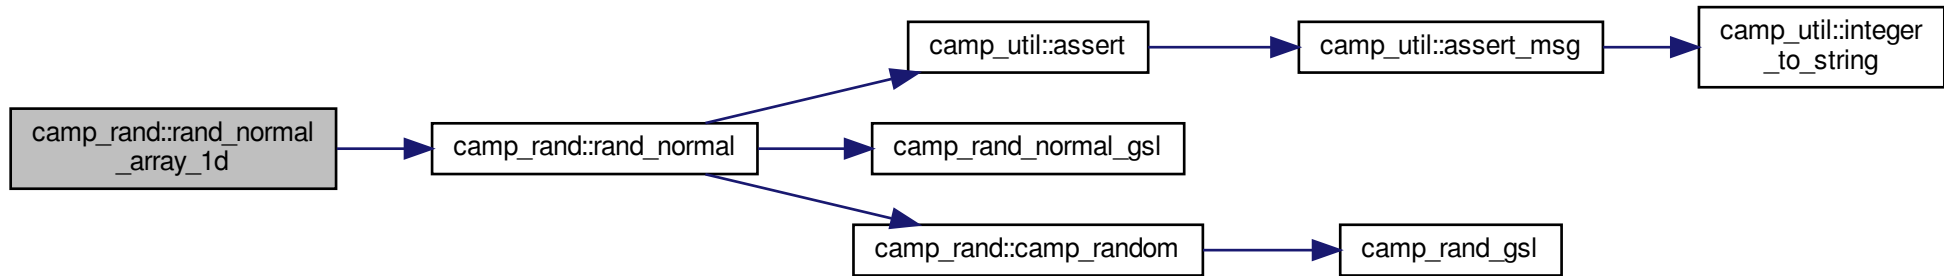 camp_rand::rand_normal
_array_1d
camp_rand::rand_normal
camp_util::assert
camp_util::assert_msg
camp_util::integer
_to_string
camp_rand_normal_gsl
camp_rand::camp_random
camp_rand_gsl